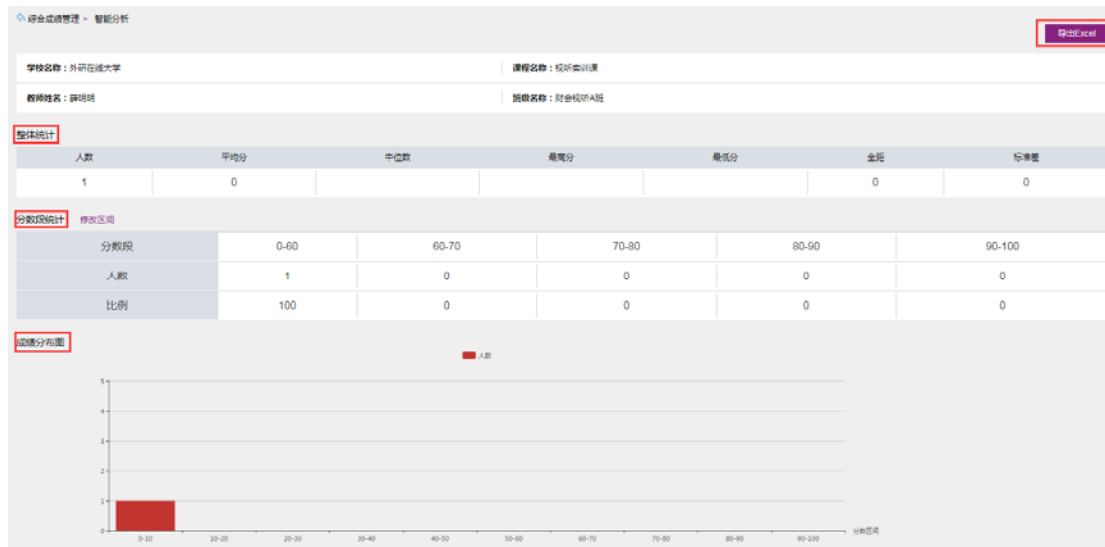 综合成绩管理 > 智能分析
导出Excel
学校名称：外研在线大学 课程名称：视听实训课
教师姓名：薛明明 班级名称：财会视听A班
整体统计
人数 平均分 中位数 最高分 最低分 全距 标准差
1 0 0 0
分数段统计 修改区间
分数段 0-60 60-70 70-80 80-90 90-100
人数 1 0 0 0 0
比例 100 0 0 0 0
成绩分布图
人数
5
4
3
2
1
0
0-10 10-20 20-30 30-40 40-50 50-60 60-70 70-80 80-90 90-100 分数区间